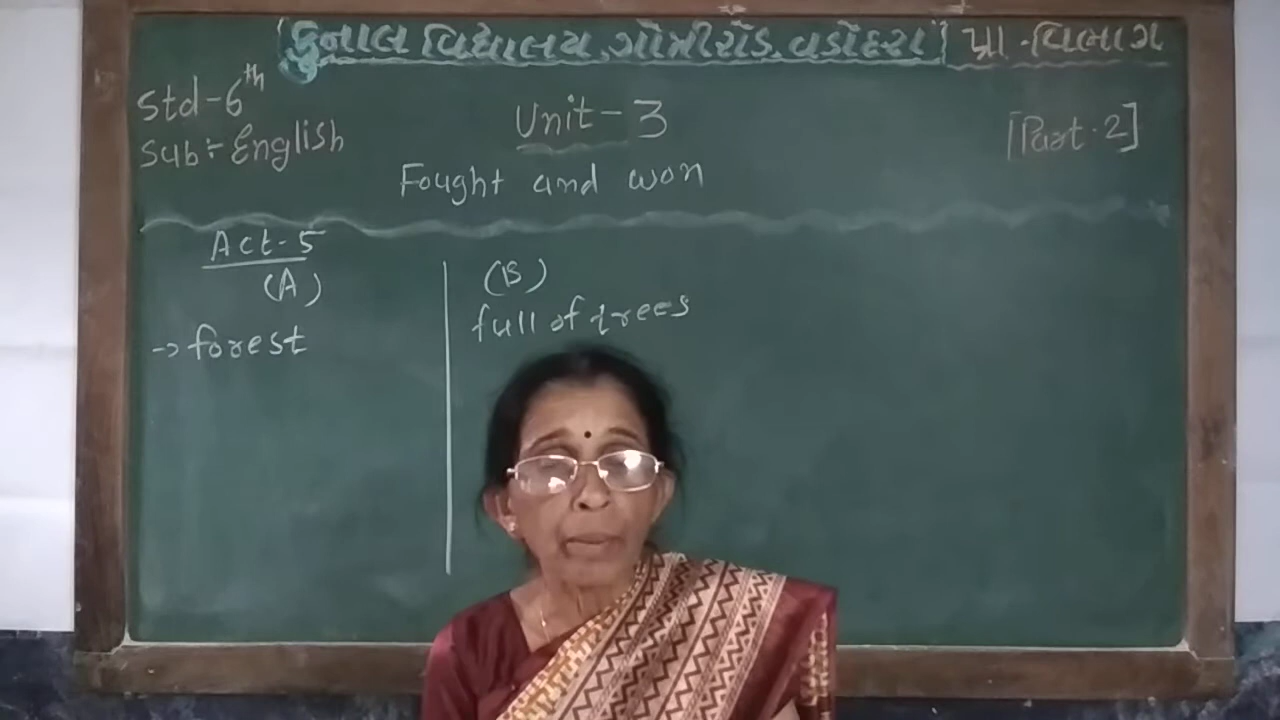 કુનાલ વિદ્યાલય, ગોત્રીરોડ, વડોદરા પ્રા.વિભાગ
Std-6th
Sub:- English
Unit-3
[Part.2]
Fought and won
Act-5
(A)
(B)
→ forest
full of trees